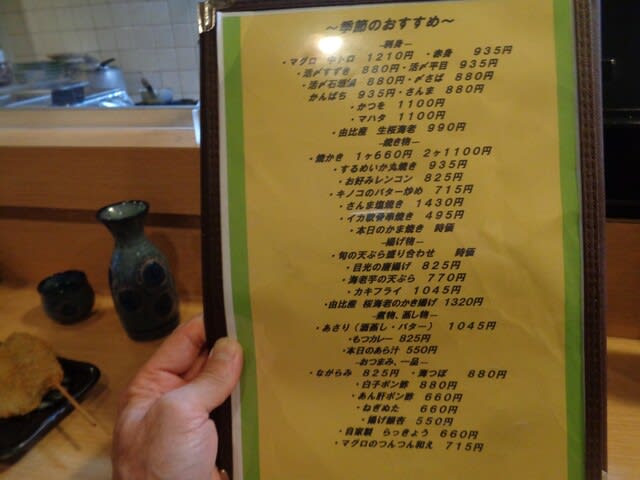 ～季節のおすすめ～
―刺身―
・マグロ 中トロ 1210円 ・赤身 935円
・活〆すずき 880円・活〆平目 935円
・活〆石垣鯛 880円・〆さば 880円
かんぱち 935円・さんま 880円
・かつを 1100円
・マハタ 1100円
・由比産 生桜海老 990円
―焼き物―
・焼かき 1ヶ660円 2ヶ1100円
・するめいか丸焼き 935円
・お好みレンコン 825円
・キノコのバター炒め 715円
・さんま塩焼き 1430円
・イカ軟骨串焼き 495円
・本日のかま焼き 時価
―揚げ物―
・旬の天ぷら盛り合わせ 時価
・目光の唐揚げ 825円
・海老芋の天ぷら 770円
・カキフライ 1045円
・由比産 桜海老のかき揚げ 1320円
―煮物、蒸し物―
・あさり（酒蒸し・バター） 1045円
・もつカレー 825円
・本日のあら汁 550円
―おつまみ、一品―
・ながらみ 825円 ・海つぼ 880円
・白子ポン酢 880円
・あん肝ポン酢 660円
・ねぎぬた 660円
・揚げ銀杏 550円
・自家製 らっきょう 660円
・マグロのつんつん和え 715円